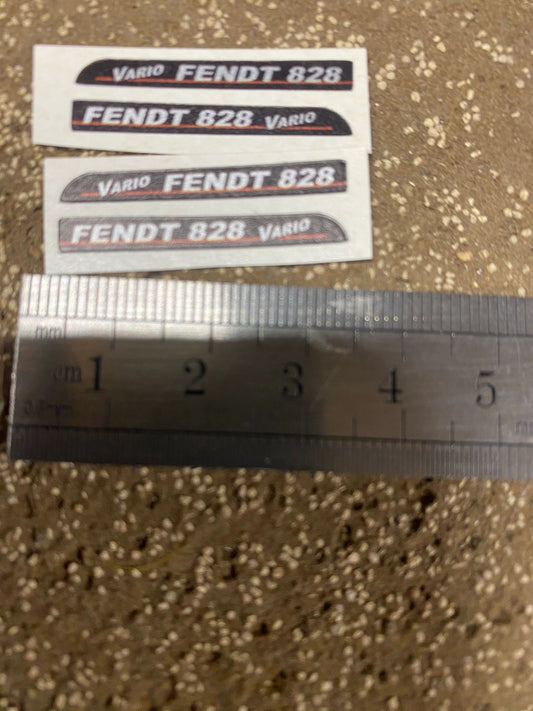 VARIO FENDT 828
FENDT 828 VARIO
VARIO FENDT 828
FENDT 828 VARIO
mm
cm 1 2 3 4 5